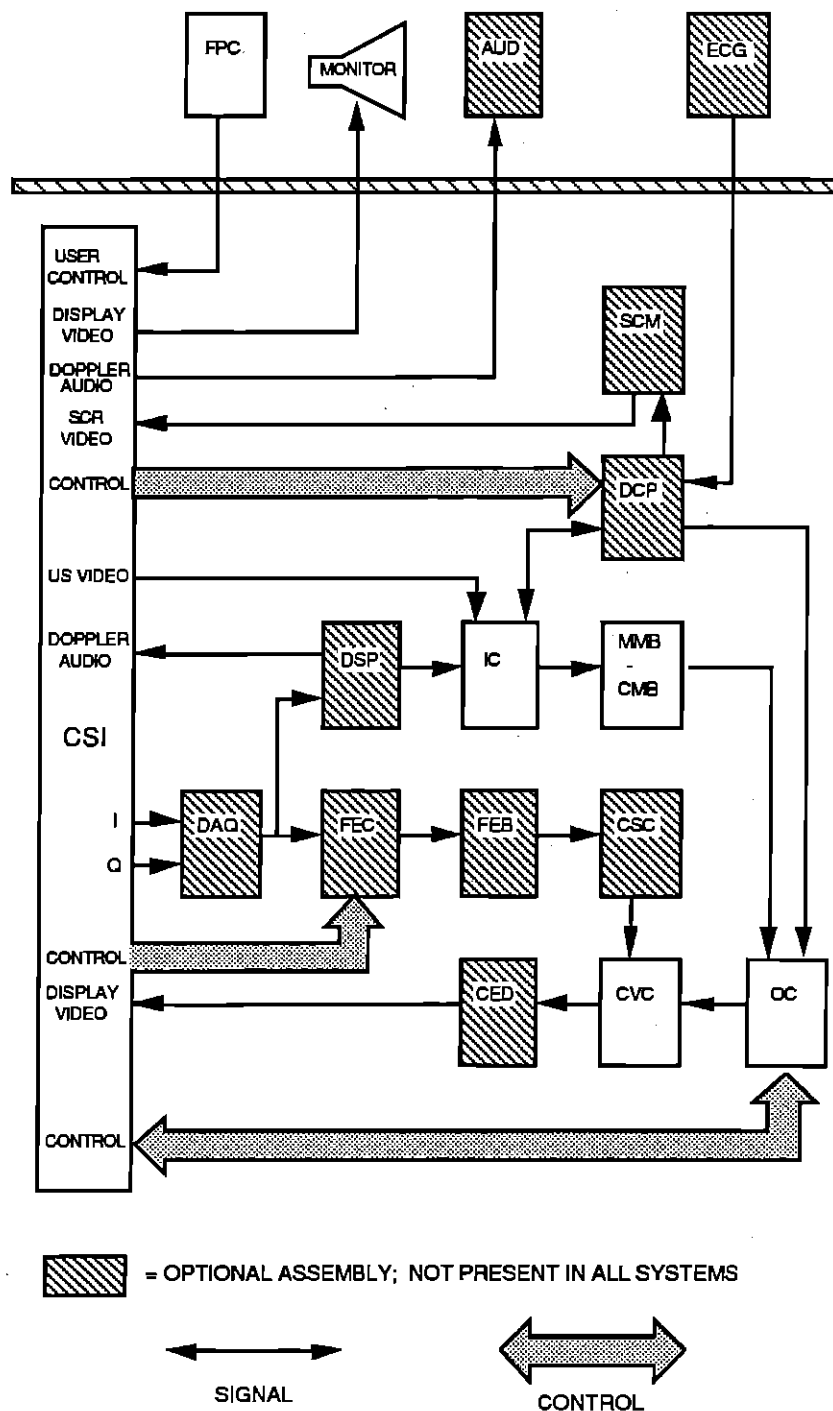 FPC
MONITOR
AUD
ECG
USER
CONTROL
DISPLAY
VIDEO
DOPPLER
AUDIO
SCR
VIDEO
CONTROL
SCM
DCP
US VIDEO
DOPPLER
AUDIO
DSP
IC
MMB
-
CMB
CSI
I
Q
DAQ
FEC
FEB
CSC
CONTROL
DISPLAY
VIDEO
CED
CVC
OC
CONTROL
= OPTIONAL ASSEMBLY; NOT PRESENT IN ALL SYSTEMS
SIGNAL
CONTROL